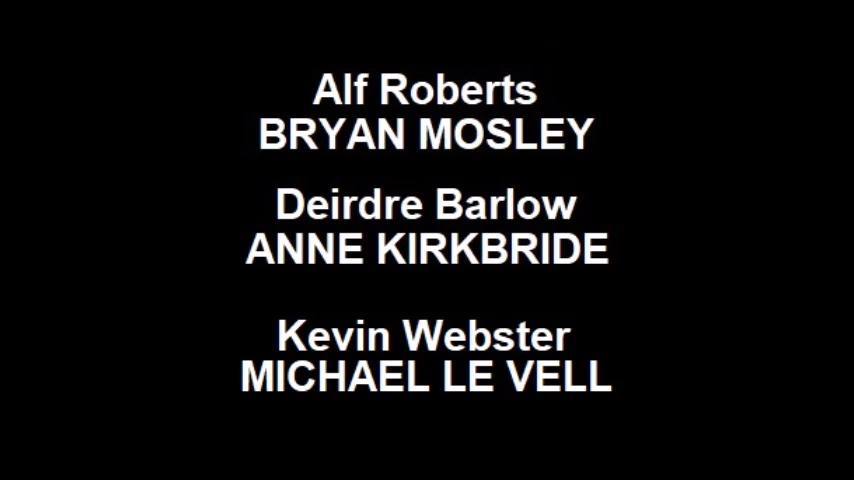 Alf Roberts
BRYAN MOSLEY
Deirdre Barlow
ANNE KIRKBRIDE
Kevin Webster
MICHAEL LE VELL